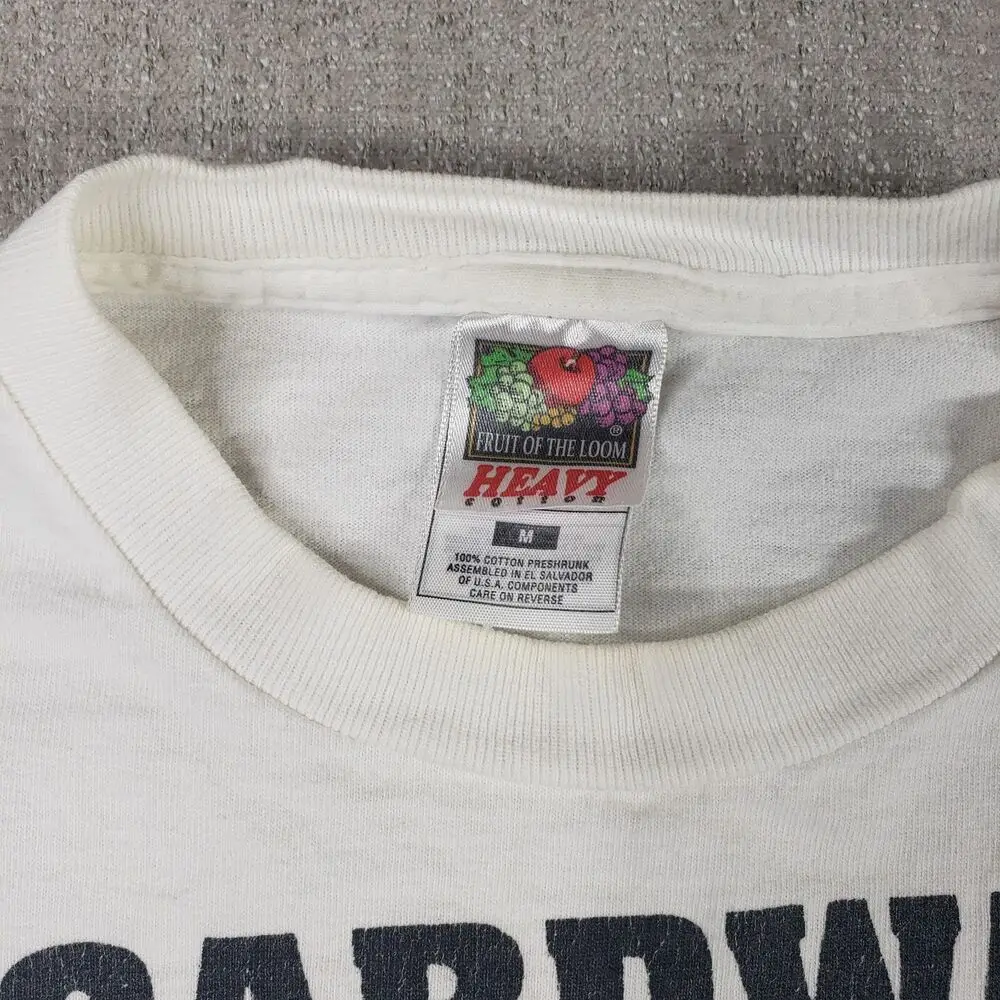 FRUIT OF THE LOOM ®
HEAVY
COTTON
M
100% COTTON PRESHRUNK
ASSEMBLED IN EL SALVADOR
OF U.S.A. COMPONENTS
CARE ON REVERSE